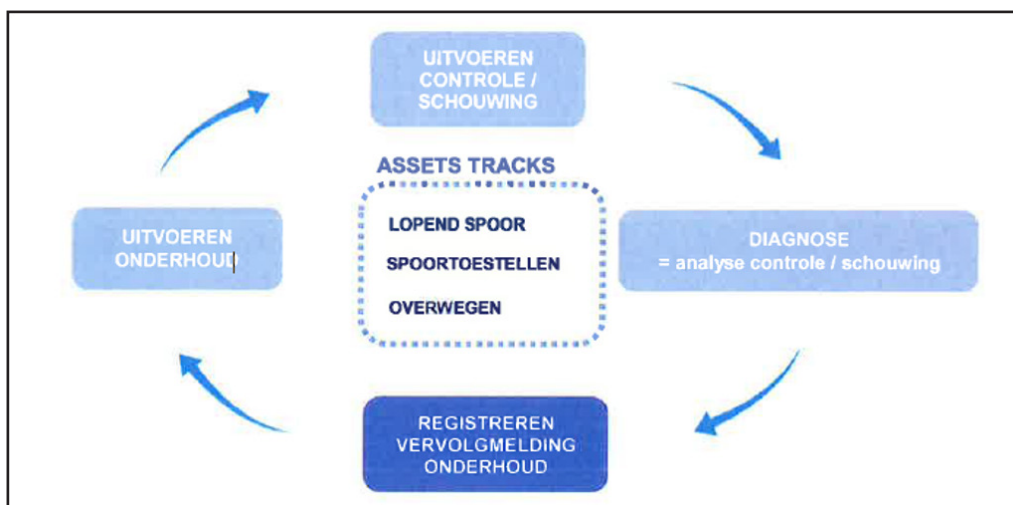 UITVOEREN
CONTROLE /
SCHOUWING
ASSETS TRACKS
LOPEND SPOOR
SPOORTOESTELLEN
OVERWEGEN
UITVOEREN
ONDERHOUD
DIAGNOSE
= analyse controle / schouwing
REGISTREREN
VERVOLGMELDING
ONDERHOUD